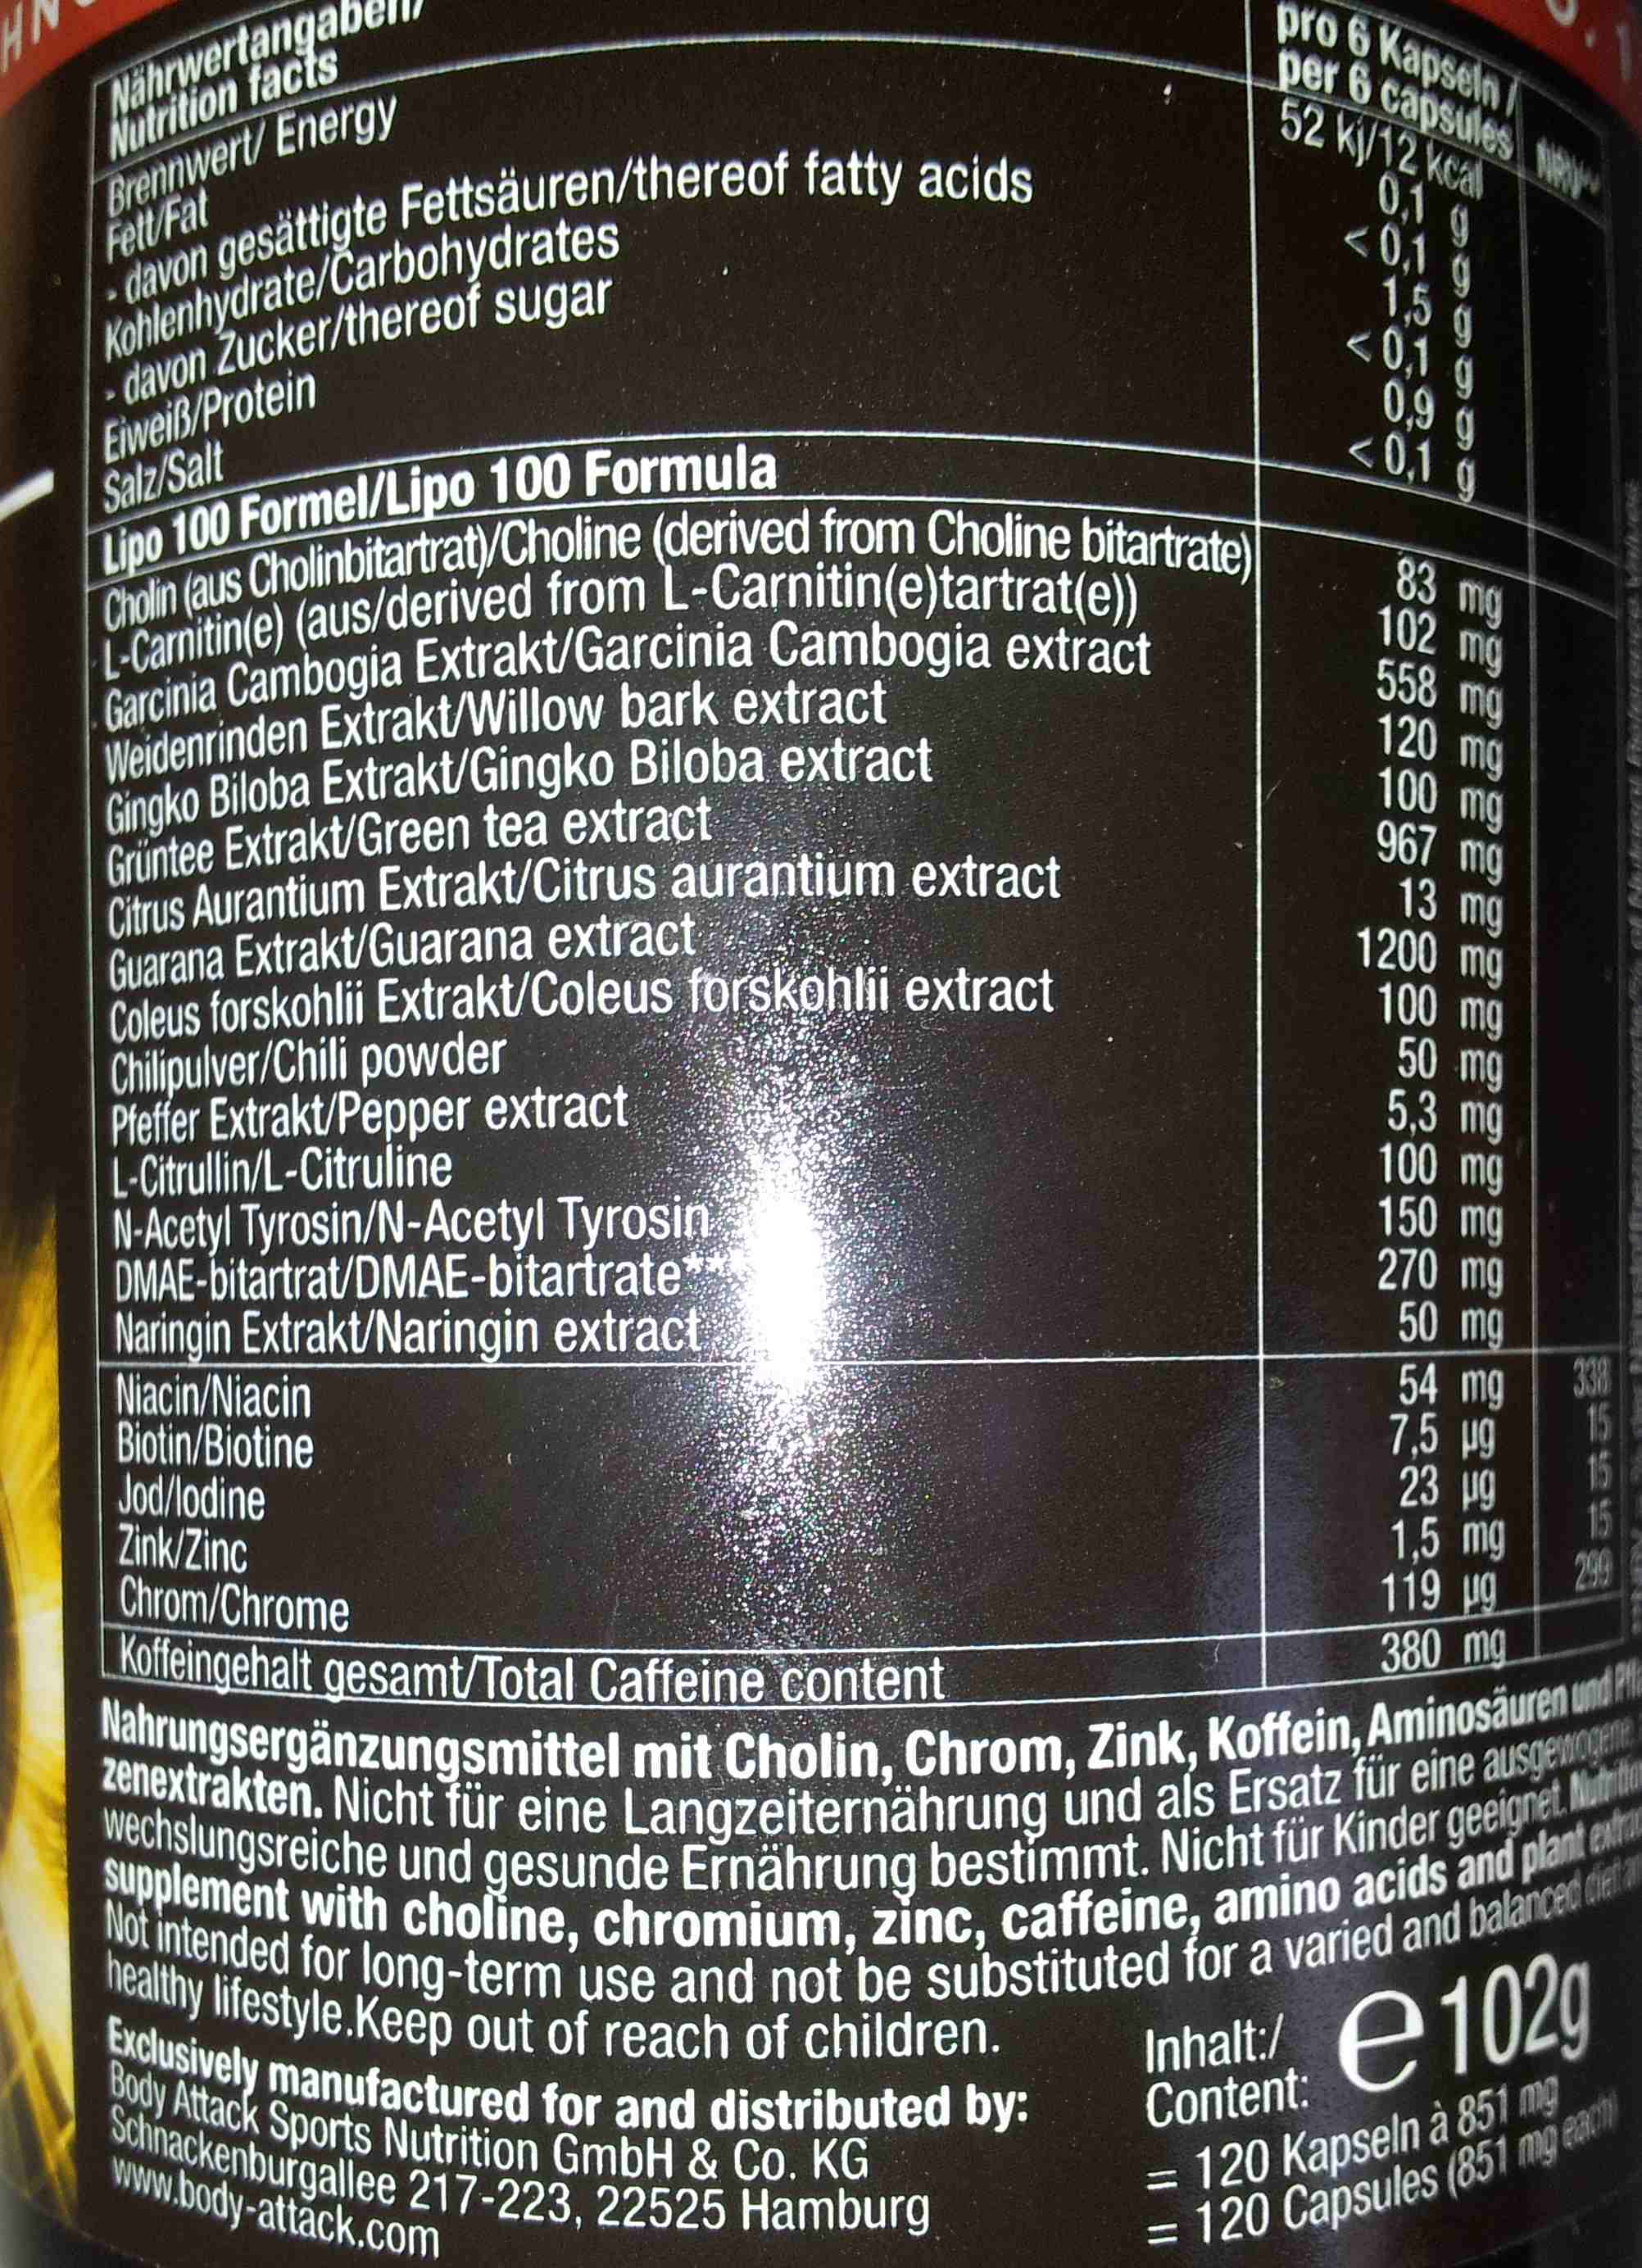 Nährwertangaben/
Nutrition facts
pro 6 Kapseln /
per 6 capsules
NRV**
Brennwert/ Energy 52 kj/12 kcal
Fett/Fat 0,1 g
- davon gesättigte Fettsäuren/thereof fatty acids < 0,1 g
Kohlenhydrate/Carbohydrates 1,5 g
- davon Zucker/thereof sugar < 0,1 g
Eiweiß/Protein 0,9 g
Salz/Salt < 0,1 g
Lipo 100 Formel/Lipo 100 Formula
Cholin (aus Cholinbitartrat)/Choline (derived from Choline bitartrate) 83 mg
L-Carnitin(e) (aus/derived from L-Carnitin(e)tartrat(e)) 102 mg
Garcinia Cambogia Extrakt/Garcinia Cambogia extract 558 mg
Weidenrinden Extrakt/Willow bark extract 120 mg
Gingko Biloba Extrakt/Gingko Biloba extract 100 mg
Grüntee Extrakt/Green tea extract 967 mg
Citrus Aurantium Extrakt/Citrus aurantium extract 13 mg
Guarana Extrakt/Guarana extract 1200 mg
Coleus forskohlii Extrakt/Coleus forskohlii extract 100 mg
Chilipulver/Chili powder 50 mg
Pfeffer Extrakt/Pepper extract 5,3 mg
L-Citrullin/L-Citruline 100 mg
N-Acetyl Tyrosin/N-Acetyl Tyrosin 150 mg
DMAE-bitartrat/DMAE-bitartrate*** 270 mg
Naringin Extrakt/Naringin extract 50 mg
Niacin/Niacin 54 mg 338
Biotin/Biotine 7,5 µg 15
Jod/Iodine 23 µg 15
Zink/Zinc 1,5 mg 15
Chrom/Chrome 119 µg 299
Koffeingehalt gesamt/Total Caffeine content 380 mg
Nahrungsergänzungsmittel mit Cholin, Chrom, Zink, Koffein, Aminosäuren und
zenextrakten. Nicht für eine Langzeiternährung und als Ersatz für eine ausgewogene,
wechslungsreiche und gesunde Ernährung bestimmt. Nicht für Kinder geeignet.
supplement with choline, chromium, zinc, caffeine, amino acids and plant
Not intended for long-term use and not be substituted for a varied and balanced diet
healthy lifestyle.Keep out of reach of children.
Exclusively manufactured for and distributed by:
Body Attack Sports Nutrition GmbH & Co. KG
Schnackenburgallee 217-223, 22525 Hamburg
www.body-attack.com
Inhalt:/
Content:
e 102g
= 120 Kapseln à 851 mg
= 120 Capsules (851 mg each)